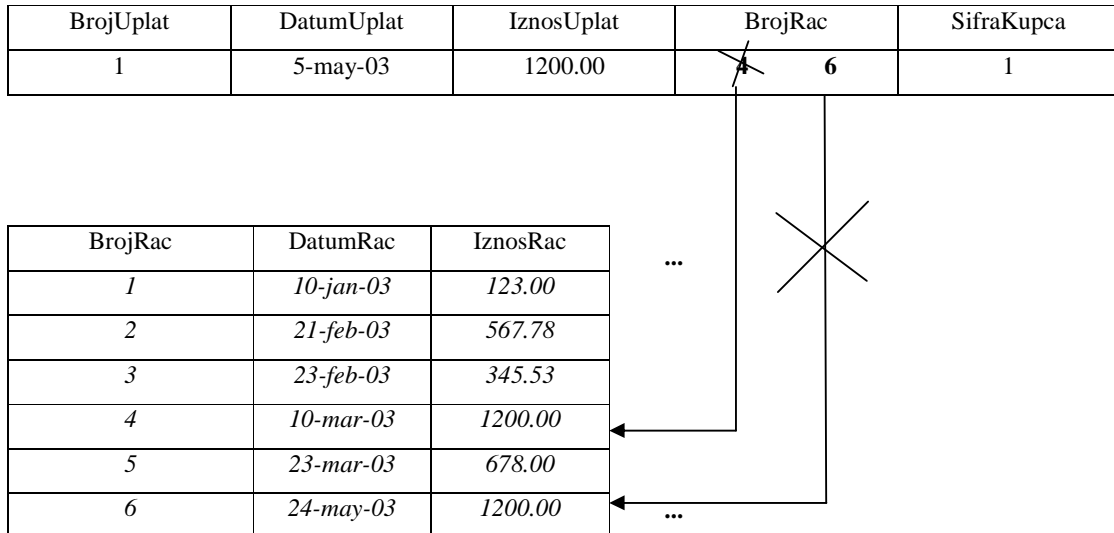 BrojUplat DatumUplat IznosUplat BrojRac SifraKupca
1 5-may-03 1200.00 4 6 1
BrojRac DatumRac IznosRac
...
1 10-jan-03 123.00
2 21-feb-03 567.78
3 23-feb-03 345.53
4 10-mar-03 1200.00
5 23-mar-03 678.00
6 24-may-03 1200.00
...